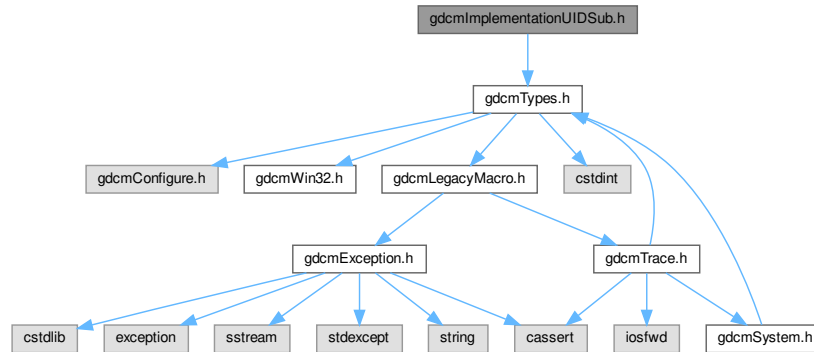 gdcmImplementationUIDSub.h
gdcmTypes.h
gdcmConfigure.h
gdcmWin32.h
gdcmLegacyMacro.h
cstdint
gdcmException.h
gdcmTrace.h
cstdlib
exception
sstream
stdexcept
string
cassert
iosfwd
gdcmSystem.h